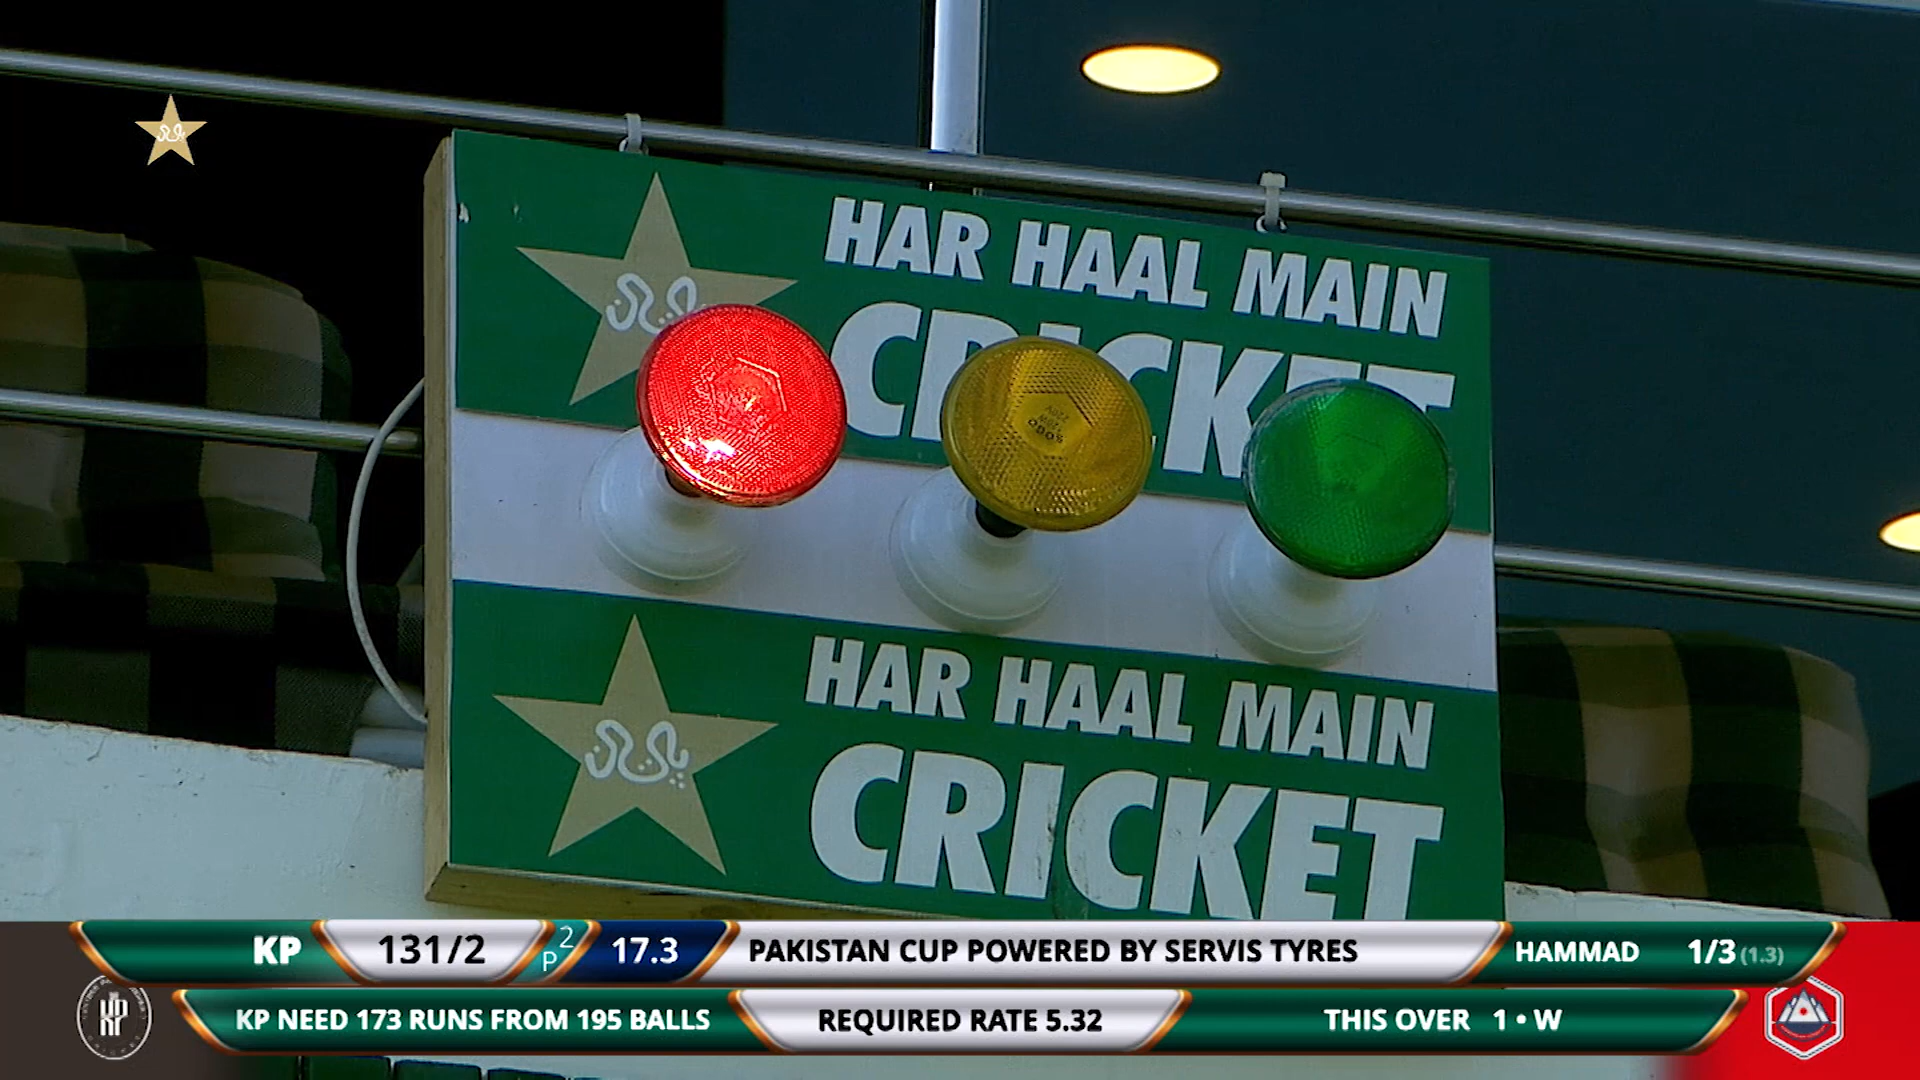 HAR HAAL MAIN
CRICKET
HAR HAAL MAIN
CRICKET
KP 131/2 P 2 17.3 PAKISTAN CUP POWERED BY SERVIS TYRES HAMMAD 1/3 (1.3)
KP
KP NEED 173 RUNS FROM 195 BALLS REQUIRED RATE 5.32 THIS OVER 1 • W